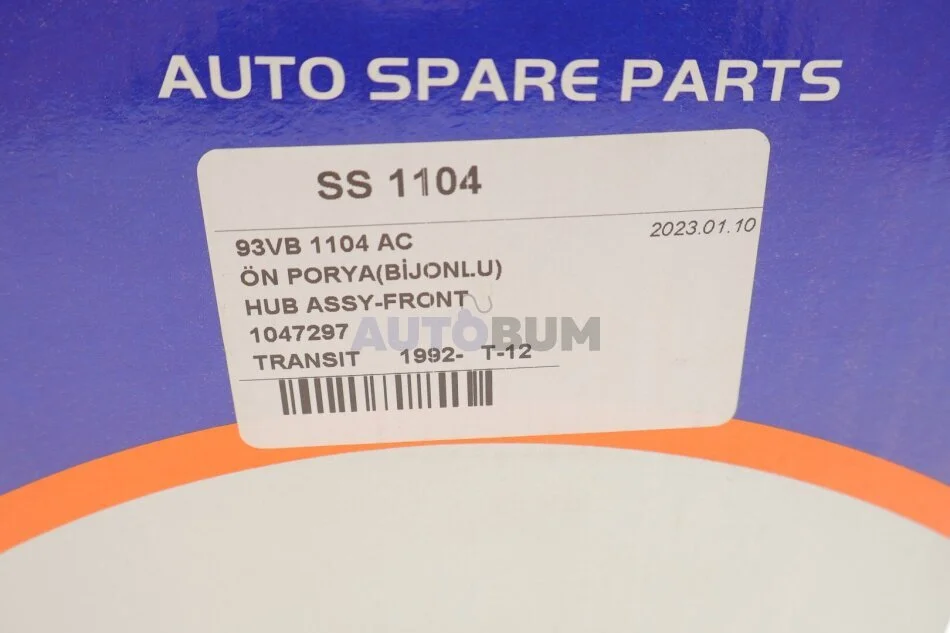 AUTO SPARE PARTS
SS 1104
2023.01.10
93VB 1104 AC
ÖN PORYA(BİJONLU)
HUB ASSY-FRONT
1047297
AUTOBUM
TRANSIT 1992- T-12